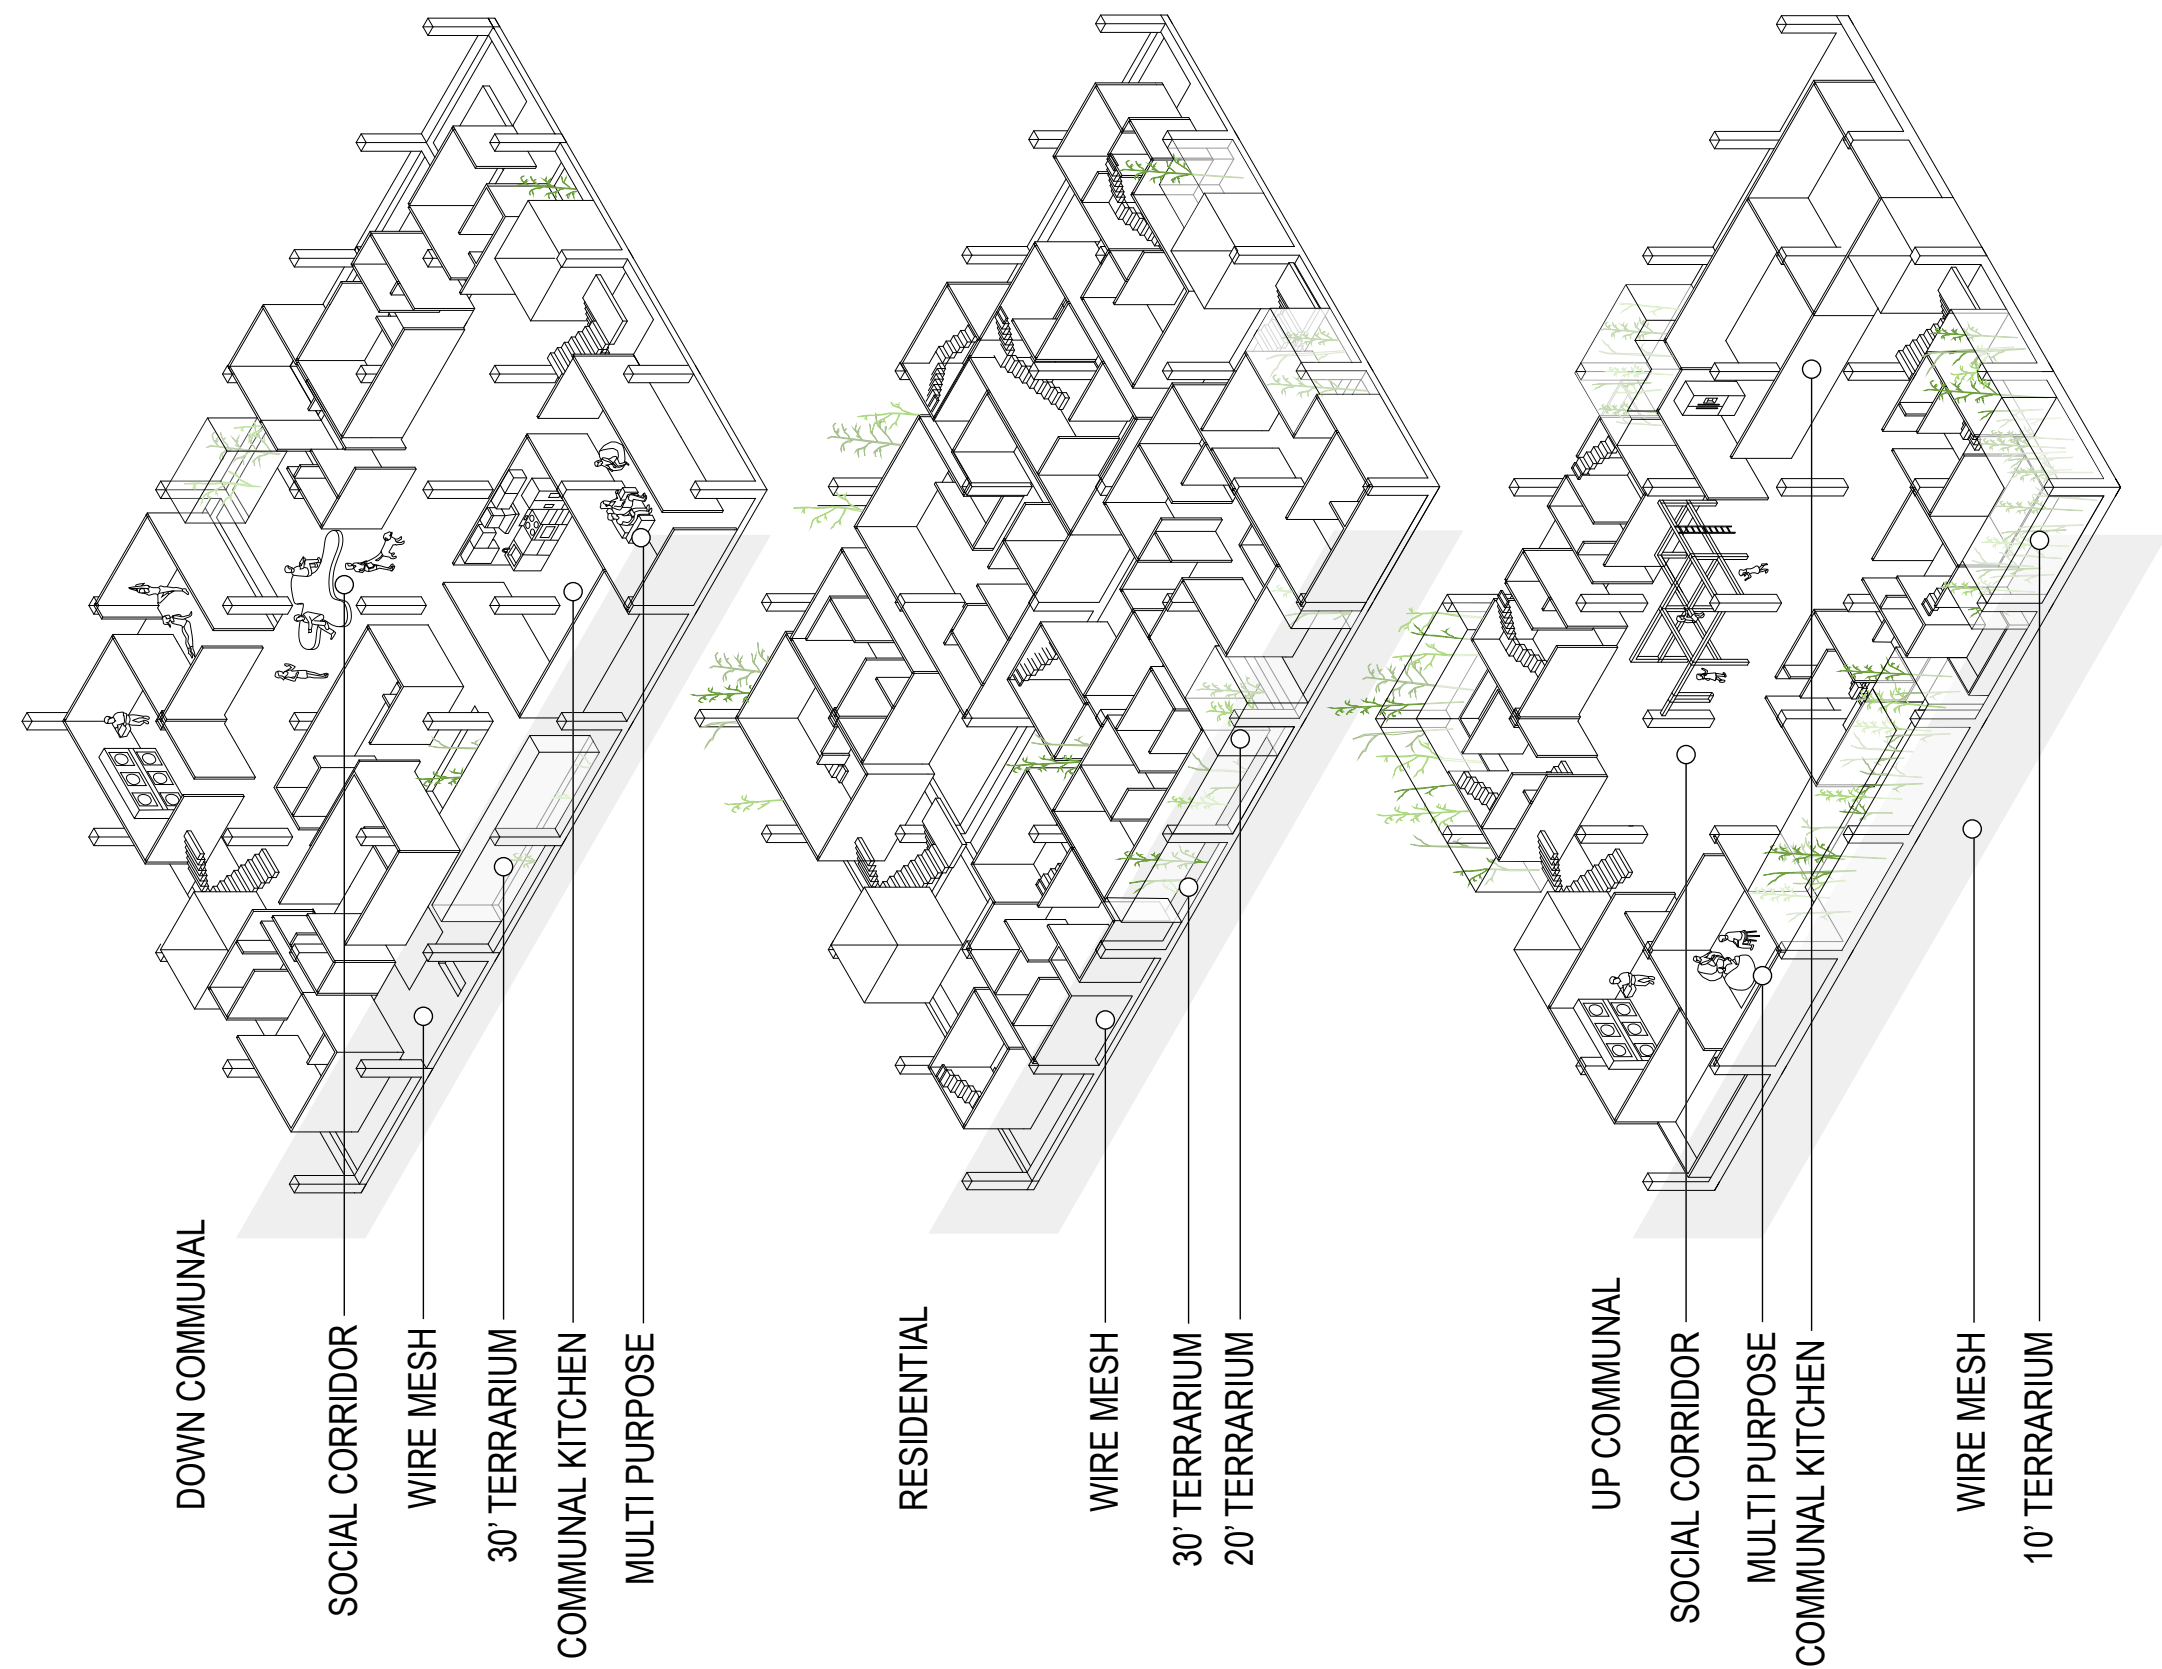 DOWN COMMUNAL
SOCIAL CORRIDOR
WIRE MESH
30' TERRARIUM
COMMUNAL KITCHEN
MULTI PURPOSE
RESIDENTIAL
WIRE MESH
30' TERRARIUM
20' TERRARIUM
UP COMMUNAL
SOCIAL CORRIDOR
MULTI PURPOSE
COMMUNAL KITCHEN
WIRE MESH
10' TERRARIUM